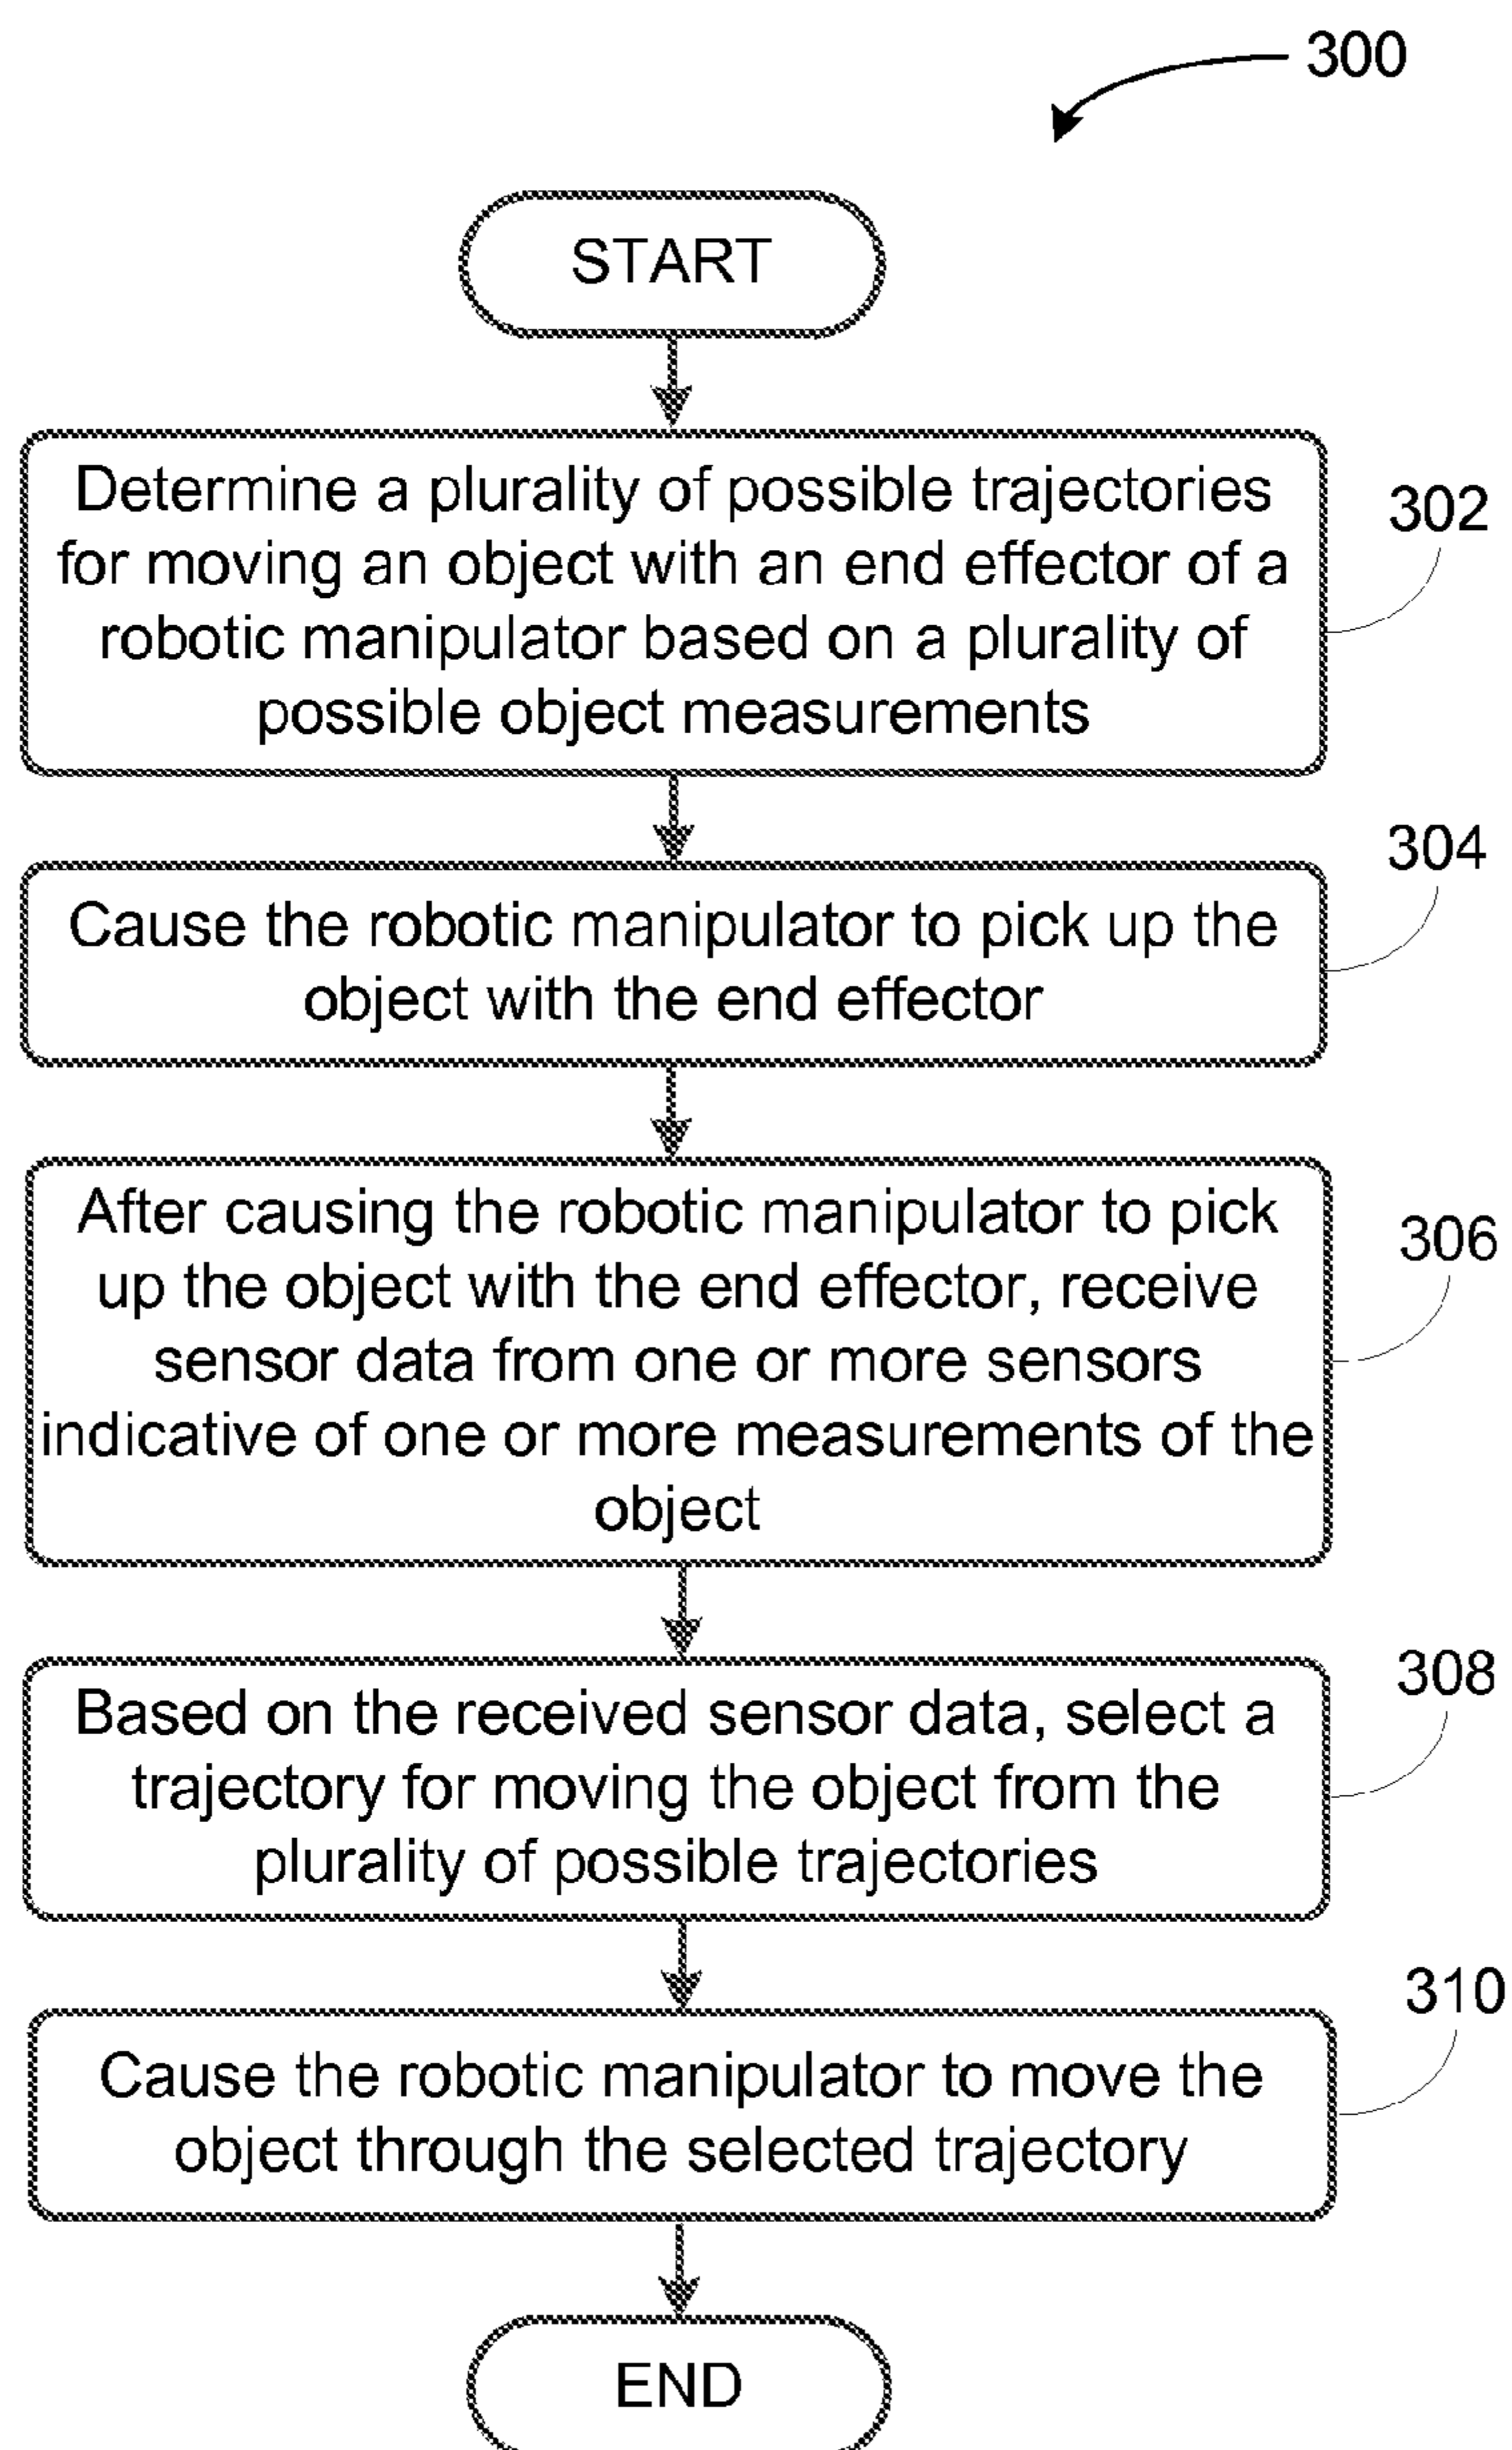 300
START
Determine a plurality of possible trajectories
for moving an object with an end effector of a
robotic manipulator based on a plurality of
possible object measurements
302
Cause the robotic manipulator to pick up the
object with the end effector
304
After causing the robotic manipulator to pick
up the object with the end effector, receive
sensor data from one or more sensors
indicative of one or more measurements of the
object
306
Based on the received sensor data, select a
trajectory for moving the object from the
plurality of possible trajectories
308
Cause the robotic manipulator to move the
object through the selected trajectory
310
END